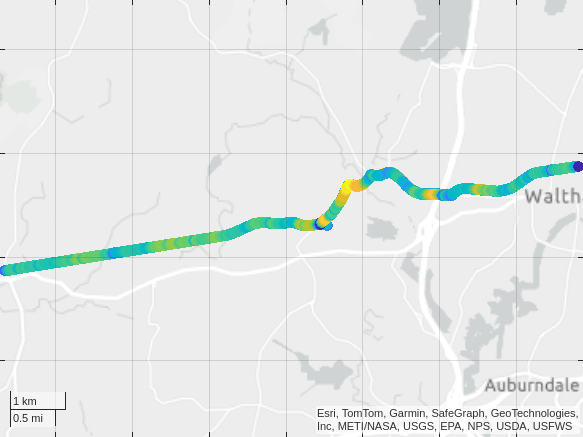 Waltha
Auburndale
1 km
0.5 mi
Esri, TomTom, Garmin, SafeGraph, GeoTechnologies,
Inc, METI/NASA, USGS, EPA, NPS, USDA, USFWS